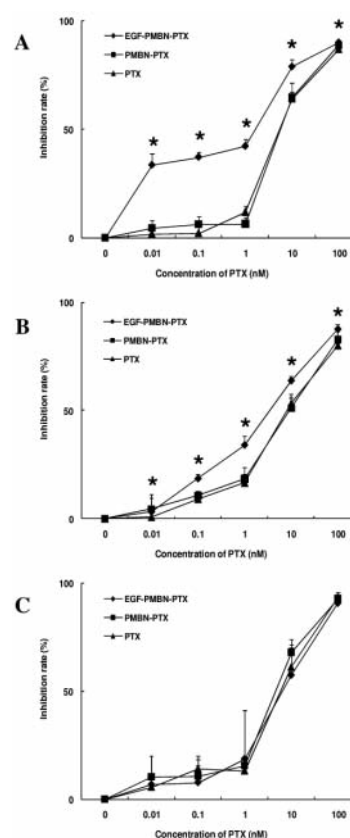 A
EGF-PMBN-PTX
PMBN-PTX
PTX
Inhibition rate (%)
100
50
0
* * * * *
0 0.01 0.1 1 10 100
Concentration of PTX (nM)
B
EGF-PMBN-PTX
PMBN-PTX
PTX
Inhibition rate (%)
100
50
0
* * * * *
0 0.01 0.1 1 10 100
Concentration of PTX (nM)
C
EGF-PMBN-PTX
PMBN-PTX
PTX
Inhibition rate (%)
100
50
0
0 0.01 0.1 1 10 100
Concentration of PTX (nM)